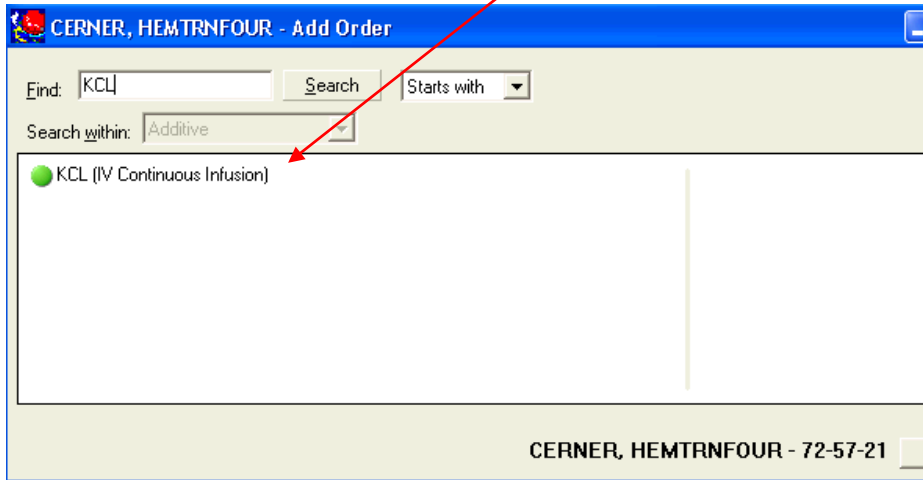 CERNER, HEMTRNFOUR - Add Order
Find: KCL Search Starts with
Search within: Additive
KCL (IV Continuous Infusion)
CERNER, HEMTRNFOUR - 72-57-21